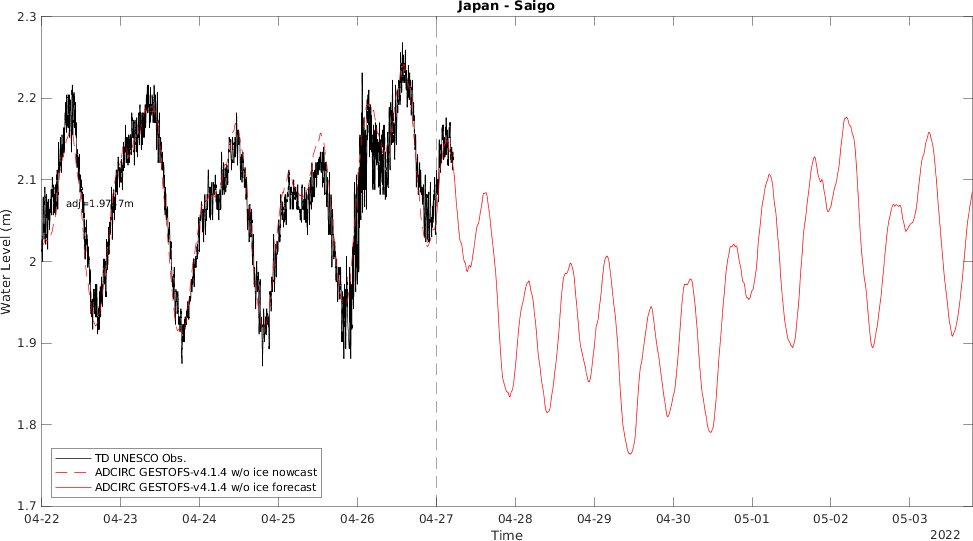 Japan - Saigo
2.3
2.2
2.1
2
1.9
1.8
1.7
Water Level (m)
TD UNESCO Obs.
ADCIRC GESTOFS-v4.1.4 w/o ice nowcast
ADCIRC GESTOFS-v4.1.4 w/o ice forecast
04-22 04-23 04-24 04-25 04-26 04-27 04-28 04-29 04-30 05-01 05-02 05-03
Time
2022